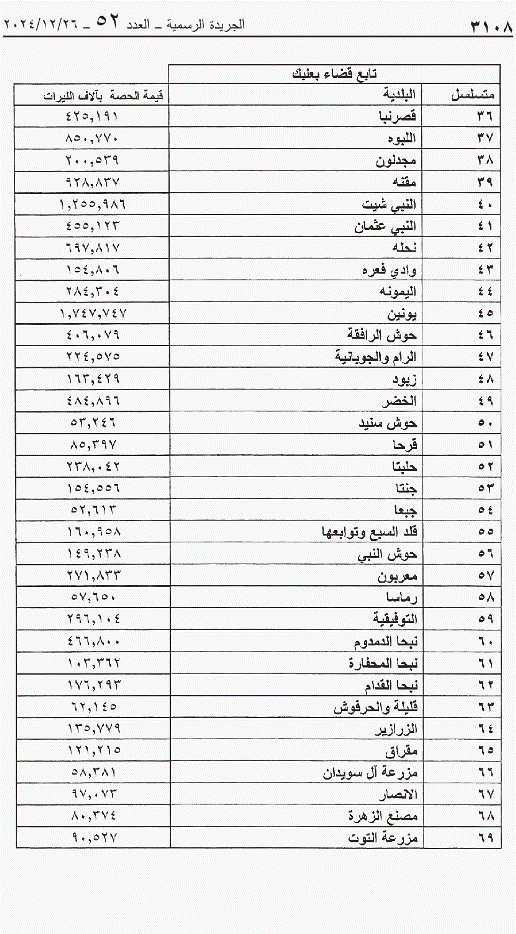 ٣١٠٨ الجريدة الرسمية – العدد ٥٢ – ٢٠٢٤/١٢/٢٦
تابع قضاء بعلبك
متسلسل البلدية قيمة الحصة بآلاف الليرات
٣٦ قصرنبا ٤٢٥,١٩١
٣٧ اللبوه ٨٥٠,٧٧٠
٣٨ مجدلون ٢٠٠,٥٣٩
٣٩ مقنه ٩٢٨,٨٣٧
٤٠ النبي شيت ١,٢٥٥,٩٨٦
٤١ النبي عثمان ٤٥٥,١٢٣
٤٢ نحله ٦٩٧,٨١٧
٤٣ وادي فعره ١٥٤,٨٠٦
٤٤ اليمونه ٢٨٤,٣٠٤
٤٥ يونين ١,٧٤٧,٧٤٧
٤٦ حوش الرافقة ٤٠٦,٠٧٩
٤٧ الرام والجوبانية ٢٢٤,٥٧٥
٤٨ زبود ١٦٣,٤٢٩
٤٩ الخضر ٤٨٤,٨٩٦
٥٠ حوش سنيد ٥٣,٢٤٦
٥١ قرحا ٨٥,٣٩٧
٥٢ حلبتا ٢٣٨,٠٤٢
٥٣ جنتا ١٥٤,٥٥٦
٥٤ جبعا ٥٢,٦١٣
٥٥ فلد السبع وتوابعها ١٦٠,٩٥٨
٥٦ حوش النبي ١٤٩,٢٣٨
٥٧ معربون ٢٧١,٨٣٣
٥٨ رماسا ٥٧,٦٥٠
٥٩ التوفيقية ٢٩٦,١٠٤
٦٠ نبحا الدمدوم ٤٦٦,٨٠٠
٦١ نبحا المحفارة ١٠٣,٣٦٢
٦٢ نبحا القدام ١٧٦,٢٩٣
٦٣ قليلة والحرفوش ٦٢,١٤٥
٦٤ الزرازير ١٣٥,٧٧٩
٦٥ مقراق ١٢١,٢١٥
٦٦ مزرعة آل سويدان ٥٨,٣٨١
٦٧ الانصار ٩٧,٠٧٣
٦٨ مصنع الزهرة ٨٠,٣٧٤
٦٩ مزرعة التوت ٩٠,٥٢٧